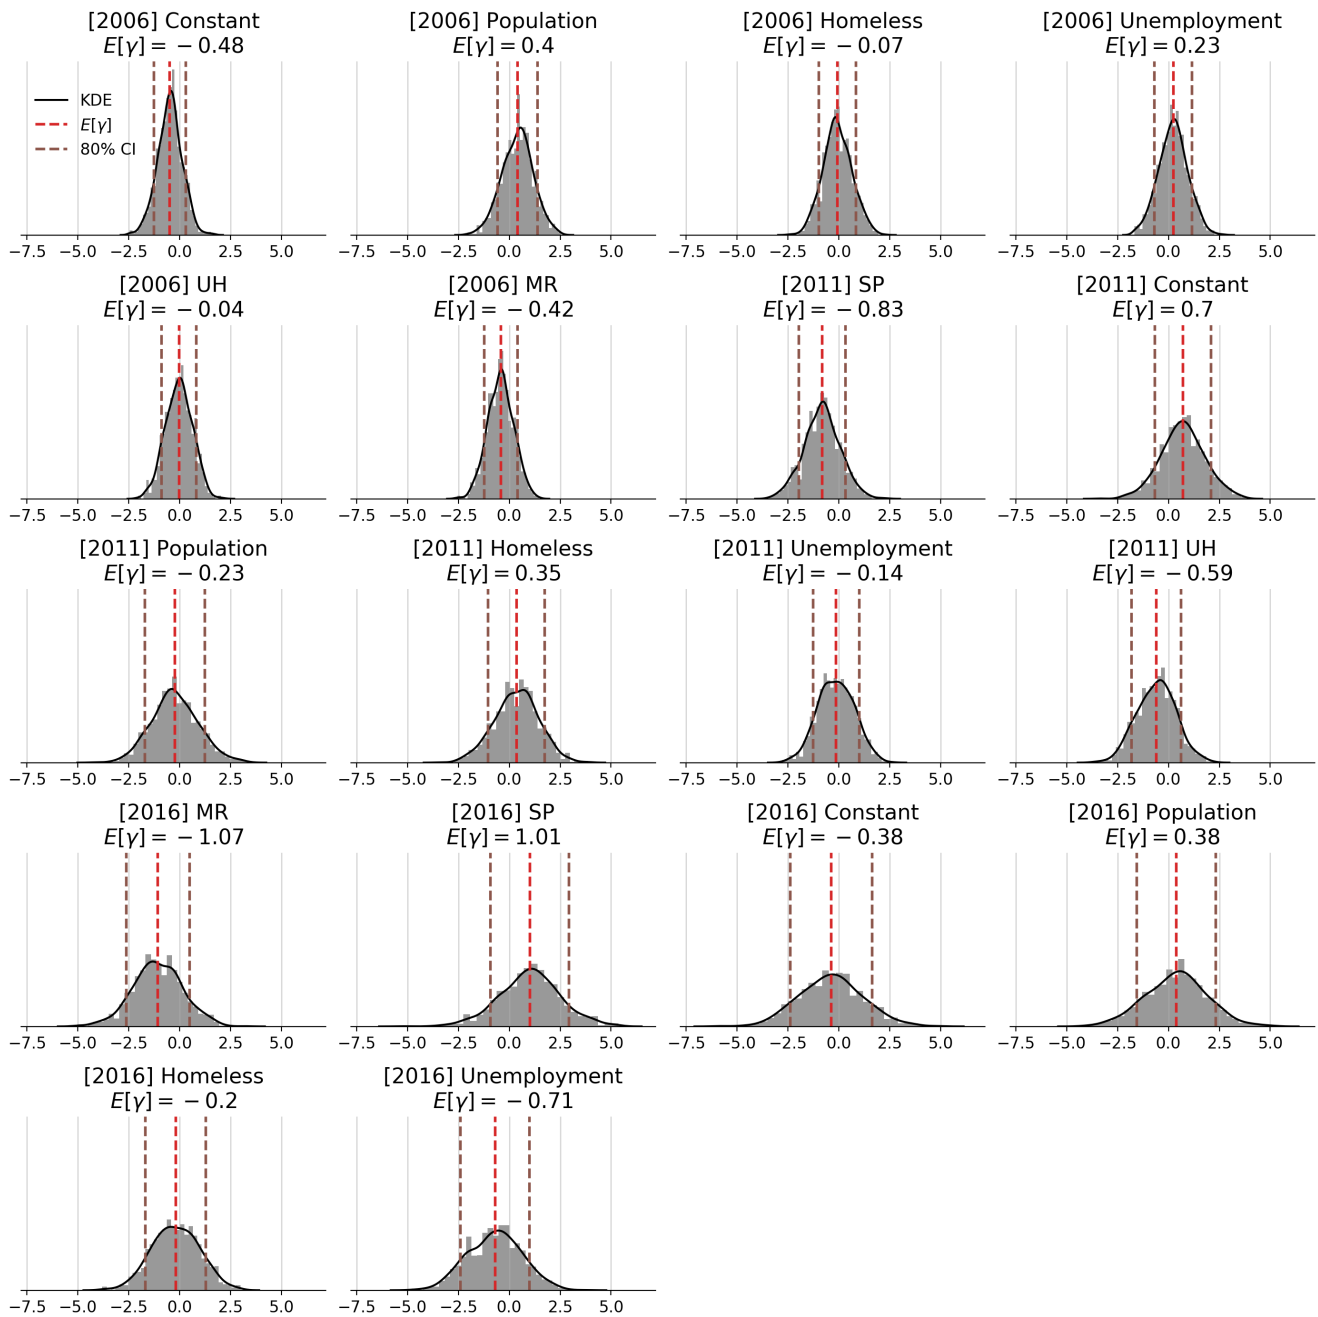 [2006] Constant
E[γ] = −0.48
[2006] Population
E[γ] = 0.4
[2006] Homeless
E[γ] = −0.07
[2006] Unemployment
E[γ] = 0.23
KDE
E[γ]
80% CI
−7.5 −5.0 −2.5 0.0 2.5 5.0
−7.5 −5.0 −2.5 0.0 2.5 5.0
−7.5 −5.0 −2.5 0.0 2.5 5.0
−7.5 −5.0 −2.5 0.0 2.5 5.0
[2006] UH
E[γ] = −0.04
[2006] MR
E[γ] = −0.42
[2011] SP
E[γ] = −0.83
[2011] Constant
E[γ] = 0.7
−7.5 −5.0 −2.5 0.0 2.5 5.0
−7.5 −5.0 −2.5 0.0 2.5 5.0
−7.5 −5.0 −2.5 0.0 2.5 5.0
−7.5 −5.0 −2.5 0.0 2.5 5.0
[2011] Population
E[γ] = −0.23
[2011] Homeless
E[γ] = 0.35
[2011] Unemployment
E[γ] = −0.14
[2011] UH
E[γ] = −0.59
−7.5 −5.0 −2.5 0.0 2.5 5.0
−7.5 −5.0 −2.5 0.0 2.5 5.0
−7.5 −5.0 −2.5 0.0 2.5 5.0
−7.5 −5.0 −2.5 0.0 2.5 5.0
[2016] MR
E[γ] = −1.07
[2016] SP
E[γ] = 1.01
[2016] Constant
E[γ] = −0.38
[2016] Population
E[γ] = 0.38
−7.5 −5.0 −2.5 0.0 2.5 5.0
−7.5 −5.0 −2.5 0.0 2.5 5.0
−7.5 −5.0 −2.5 0.0 2.5 5.0
−7.5 −5.0 −2.5 0.0 2.5 5.0
[2016] Homeless
E[γ] = −0.2
[2016] Unemployment
E[γ] = −0.71
−7.5 −5.0 −2.5 0.0 2.5 5.0
−7.5 −5.0 −2.5 0.0 2.5 5.0